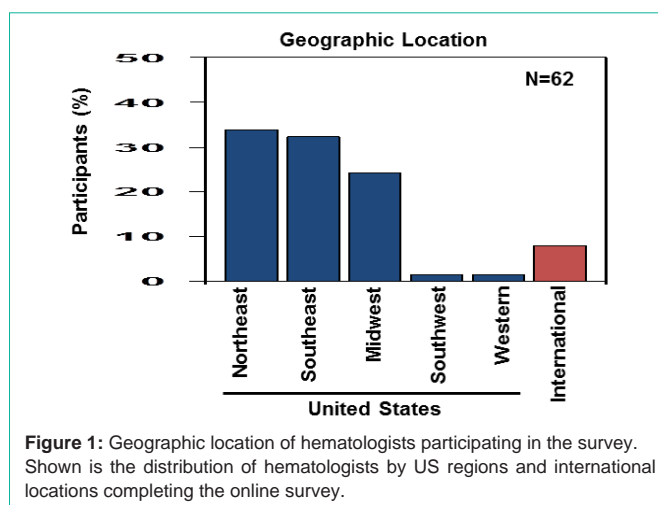 Geographic Location
N=62
Participants (%)
50
40
30
20
10
0
Northeast
Southeast
Midwest
Southwest
Western
International
United States
Figure 1: Geographic location of hematologists participating in the survey.
Shown is the distribution of hematologists by US regions and international
locations completing the online survey.